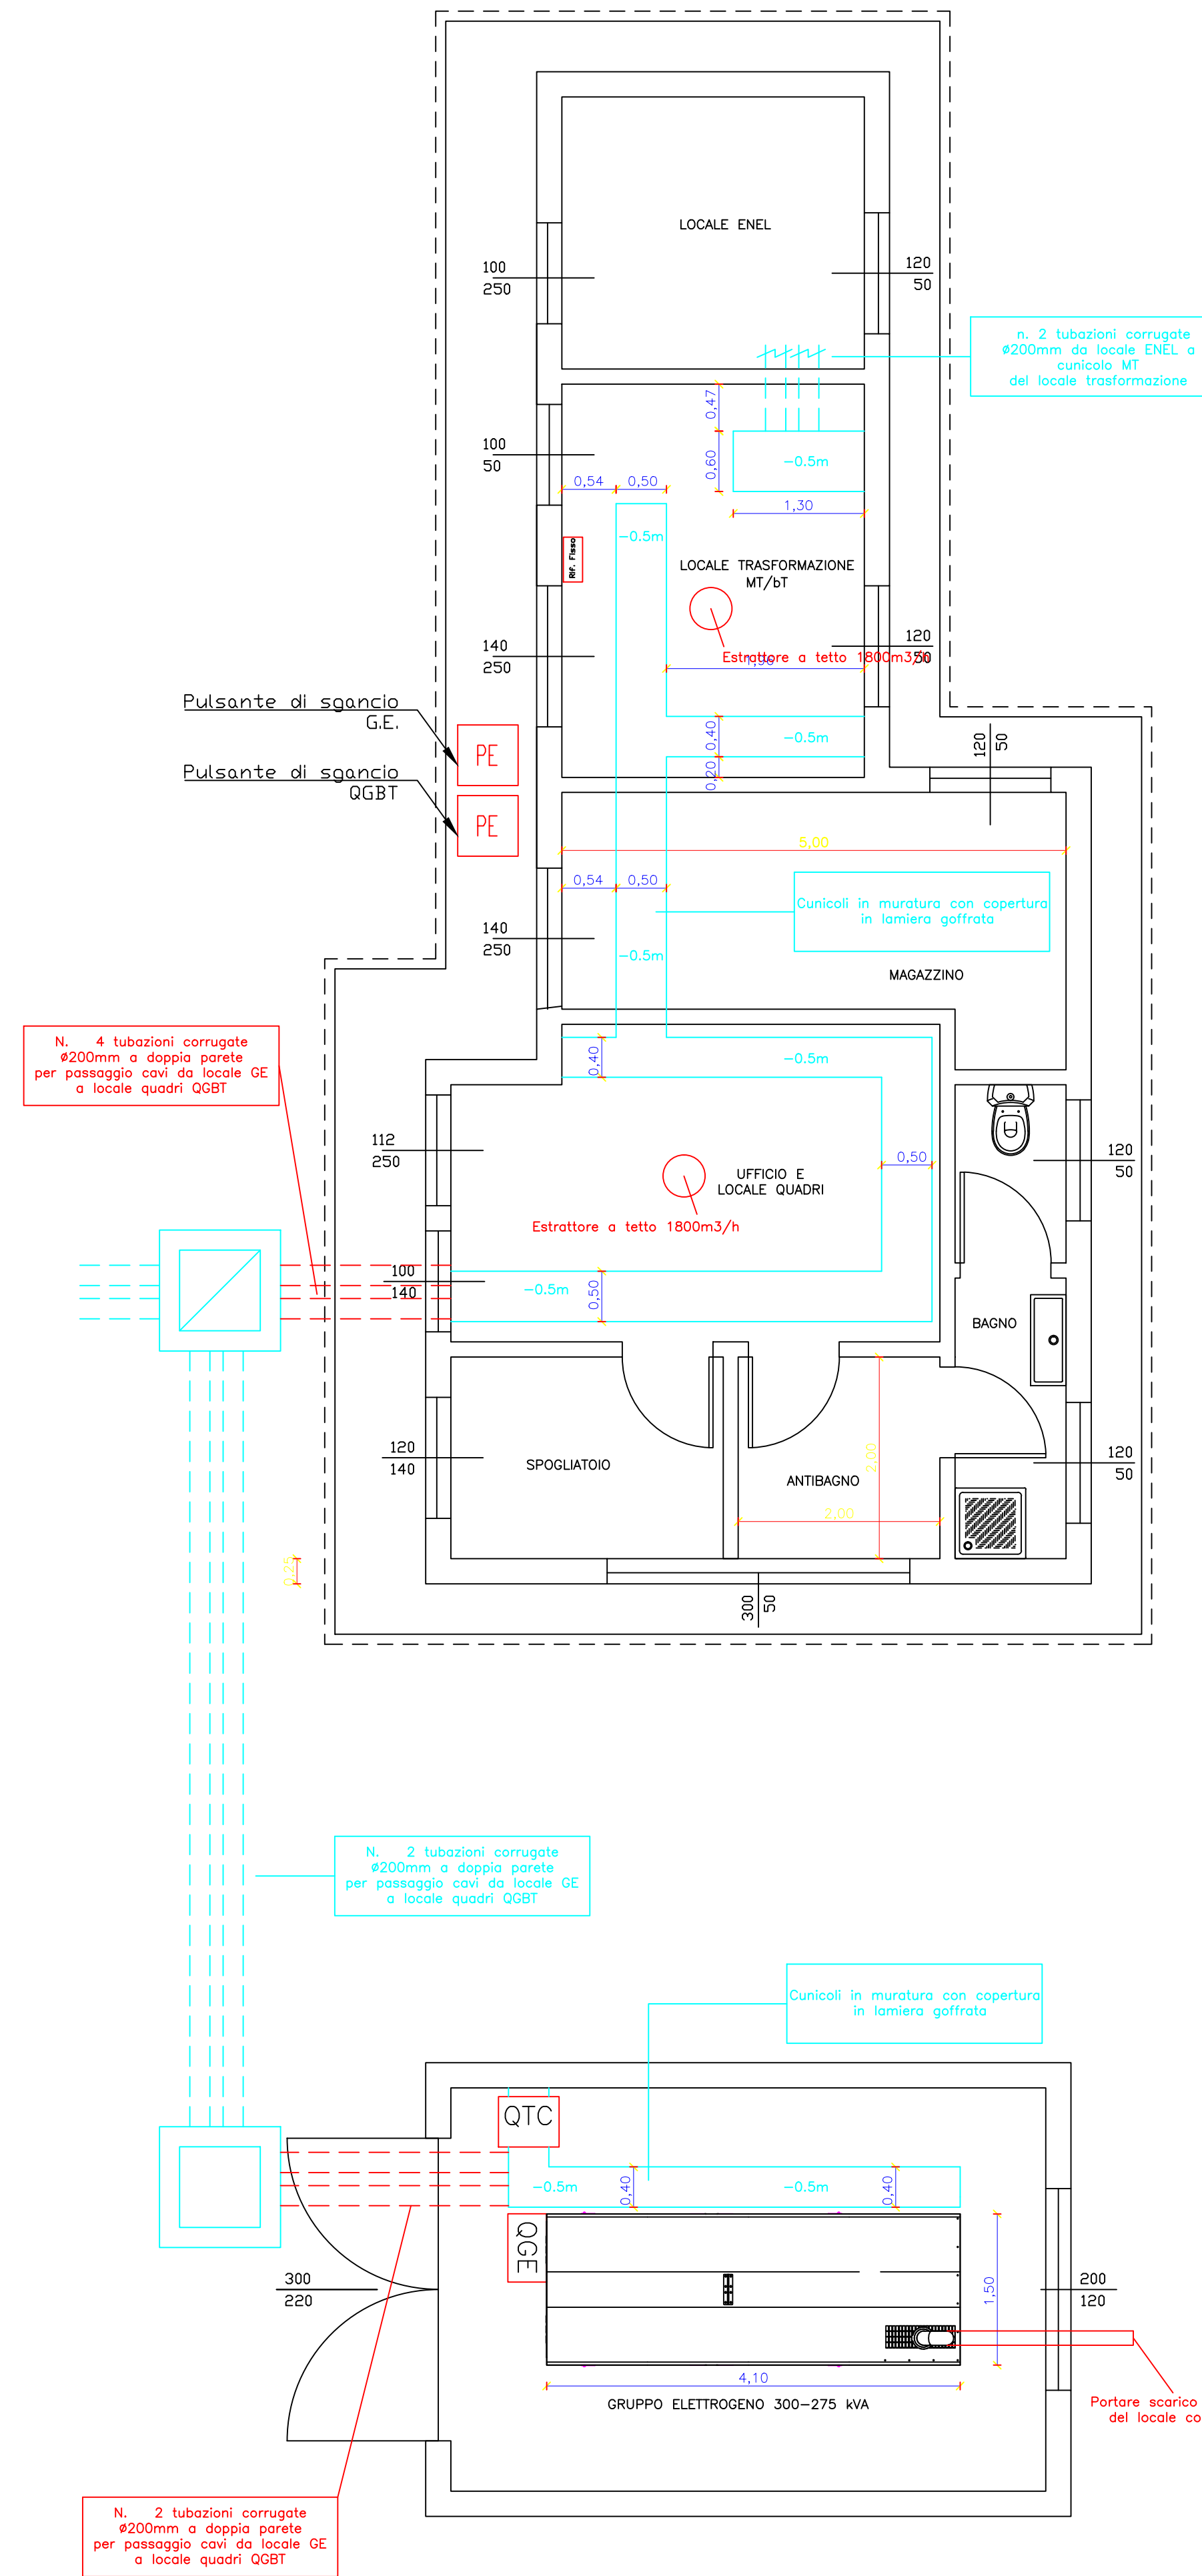 LOCALE ENEL
100
250
120
50
n. 2 tubazioni corrugate
ø200mm da locale ENEL a
cunicolo MT
del locale trasformazione
0,47
0,60
-0.5m
1,30
100
50
0,54
0,50
-0.5m
Rif. Fisso
LOCALE TRASFORMAZIONE
MT/bT
Estrattore a tetto 1800m3/h
120
50
140
250
Pulsante di sgancio
G.E.
PE
Pulsante di sgancio
QGBT
PE
0,40
-0.5m
0,20
120
50
5,00
0,54
0,50
Cunicoli in muratura con copertura
in lamiera goffrata
140
250
-0.5m
MAGAZZINO
N. 4 tubazioni corrugate
ø200mm a doppia parete
per passaggio cavi da locale GE
a locale quadri QGBT
0,40
-0.5m
112
250
0,50
UFFICIO E
LOCALE QUADRI
Estrattore a tetto 1800m3/h
120
50
100
140
-0.5m
0,50
BAGNO
120
140
SPOGLIATOIO
ANTIBAGNO
2,00
2,00
120
50
0,25
300
50
N. 2 tubazioni corrugate
ø200mm a doppia parete
per passaggio cavi da locale GE
a locale quadri QGBT
Cunicoli in muratura con copertura
in lamiera goffrata
QTC
-0.5m
0,40
-0.5m
0,40
QGE
300
220
1,50
200
120
4,10
GRUPPO ELETTROGENO 300-275 kVA
Portare scarico
del locale co
N. 2 tubazioni corrugate
ø200mm a doppia parete
per passaggio cavi da locale GE
a locale quadri QGBT